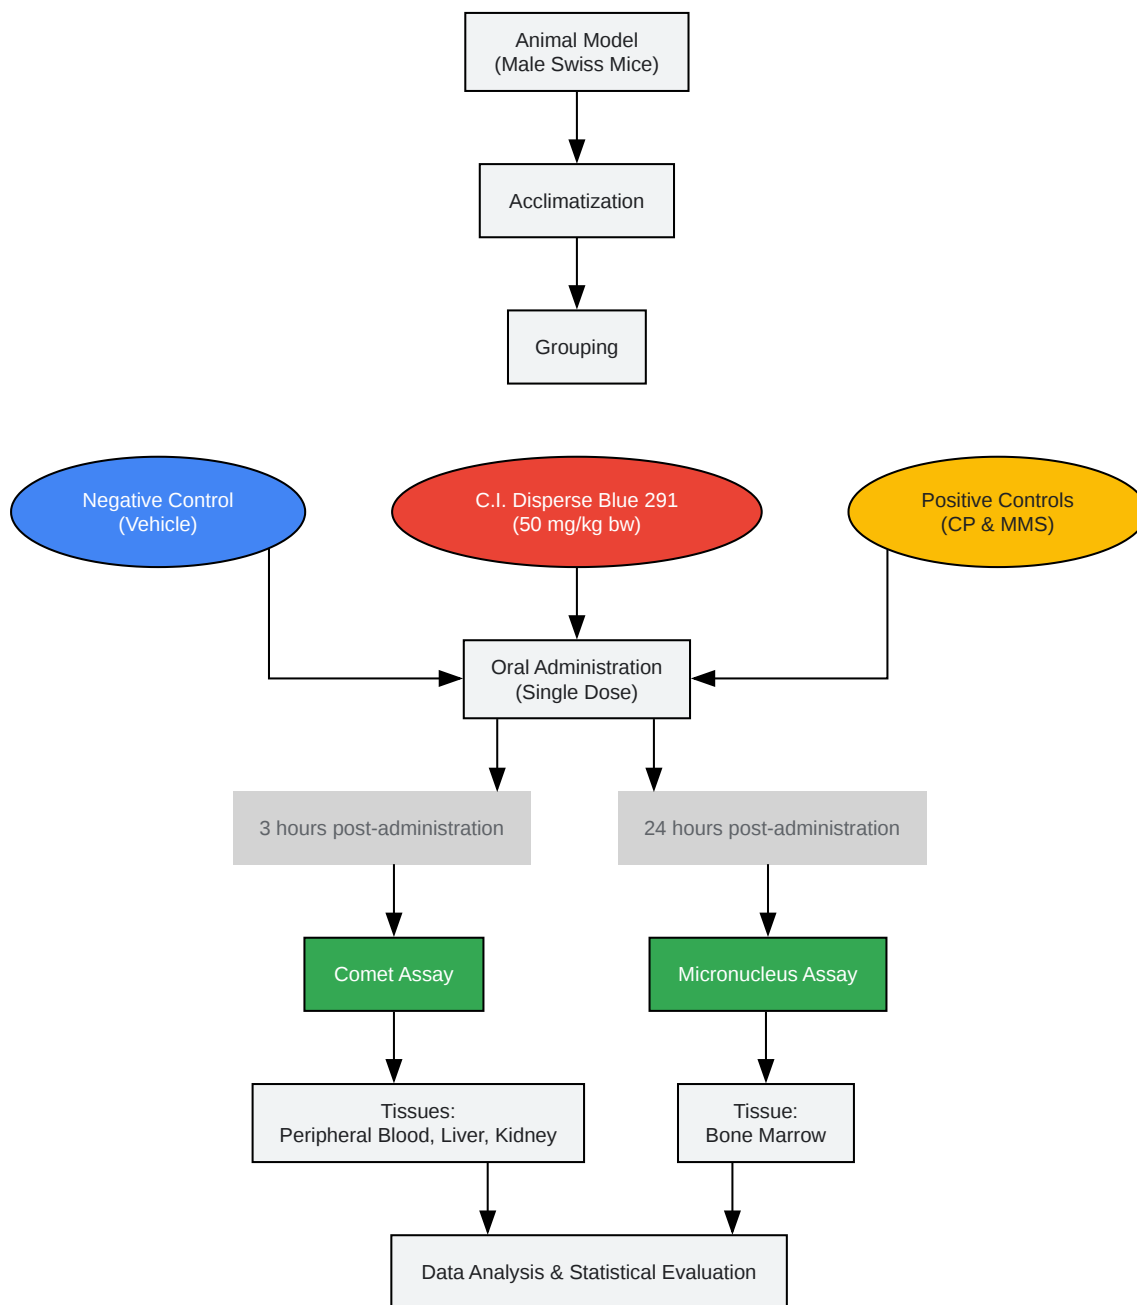 Animal Model
(Male Swiss Mice)
Acclimatization
Grouping
Negative Control
(Vehicle)
C.I. Disperse Blue 291
(50 mg/kg bw)
Positive Controls
(CP & MMS)
Oral Administration
(Single Dose)
3 hours post-administration
24 hours post-administration
Comet Assay
Micronucleus Assay
Tissues:
Peripheral Blood, Liver, Kidney
Tissue:
Bone Marrow
Data Analysis & Statistical Evaluation